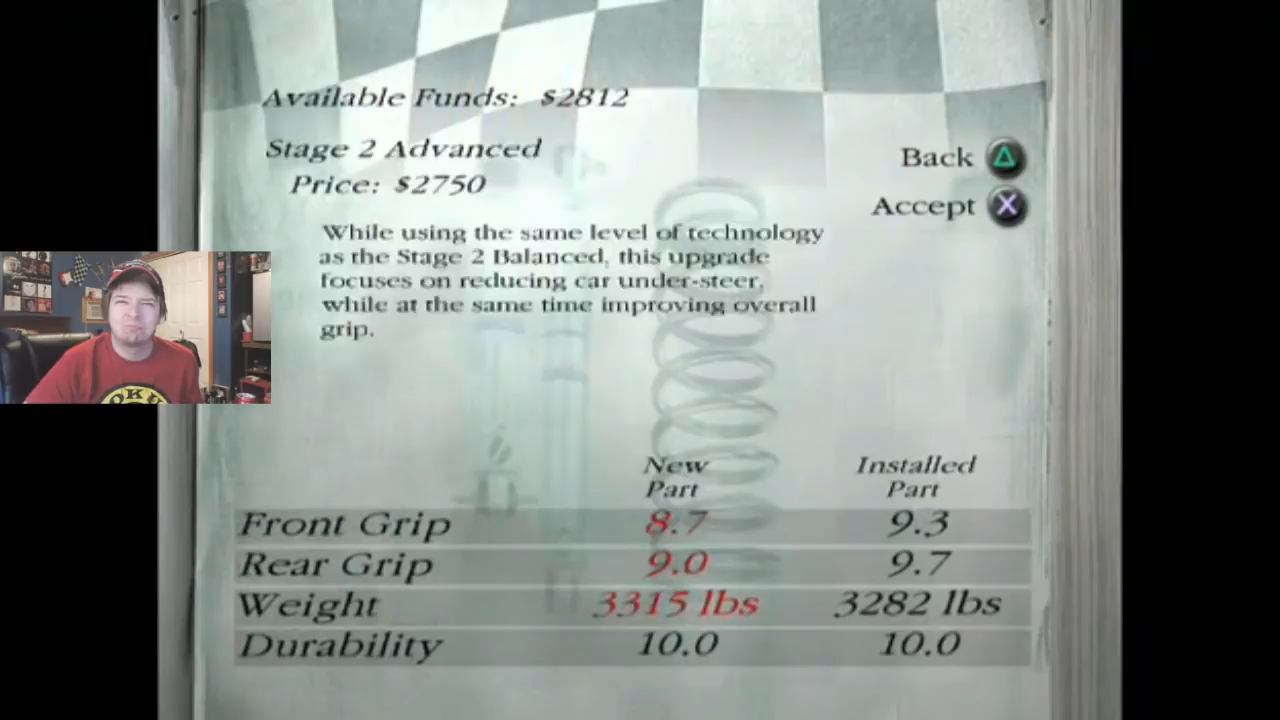 Available Funds: $2812
Stage 2 Advanced
Price: $2750
Back
Accept
While using the same level of technology
as the Stage 2 Balanced, this upgrade
focuses on reducing car under-steer,
while at the same time improving overall
grip.
New Part Installed Part
Front Grip 8.7 9.3
Rear Grip 9.0 9.7
Weight 3315 lbs 3282 lbs
Durability 10.0 10.0